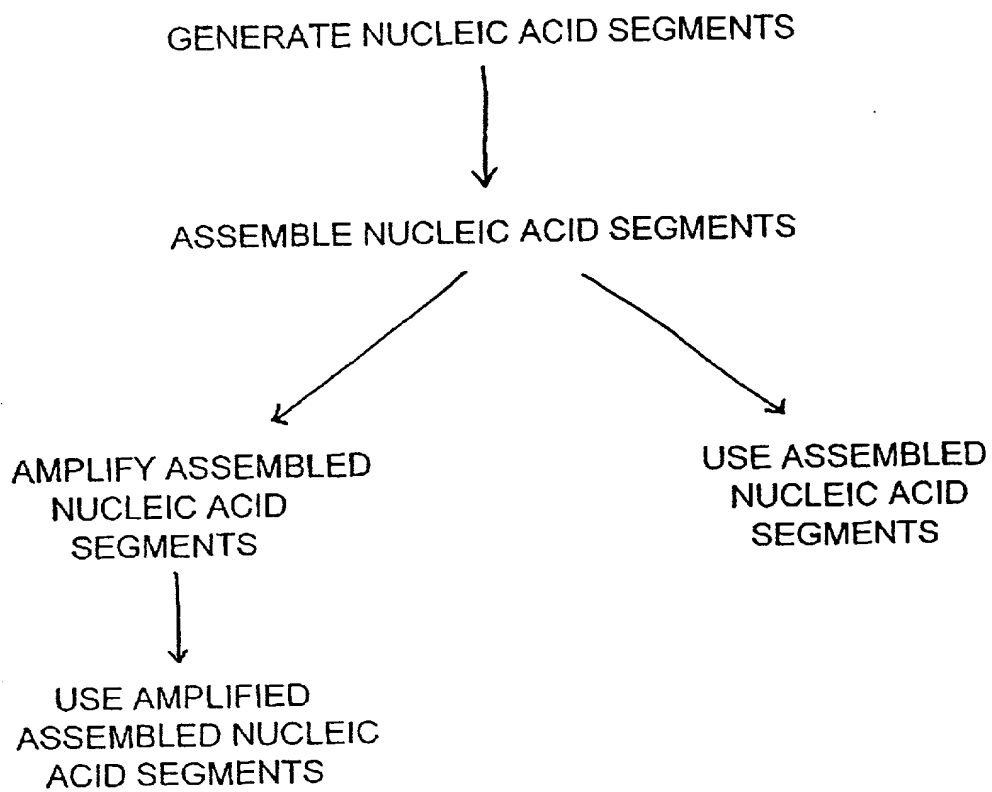 GENERATE NUCLEIC ACID SEGMENTS
ASSEMBLE NUCLEIC ACID SEGMENTS
AMPLIFY ASSEMBLED
NUCLEIC ACID
SEGMENTS
USE ASSEMBLED
NUCLEIC ACID
SEGMENTS
USE AMPLIFIED
ASSEMBLED NUCLEIC
ACID SEGMENTS